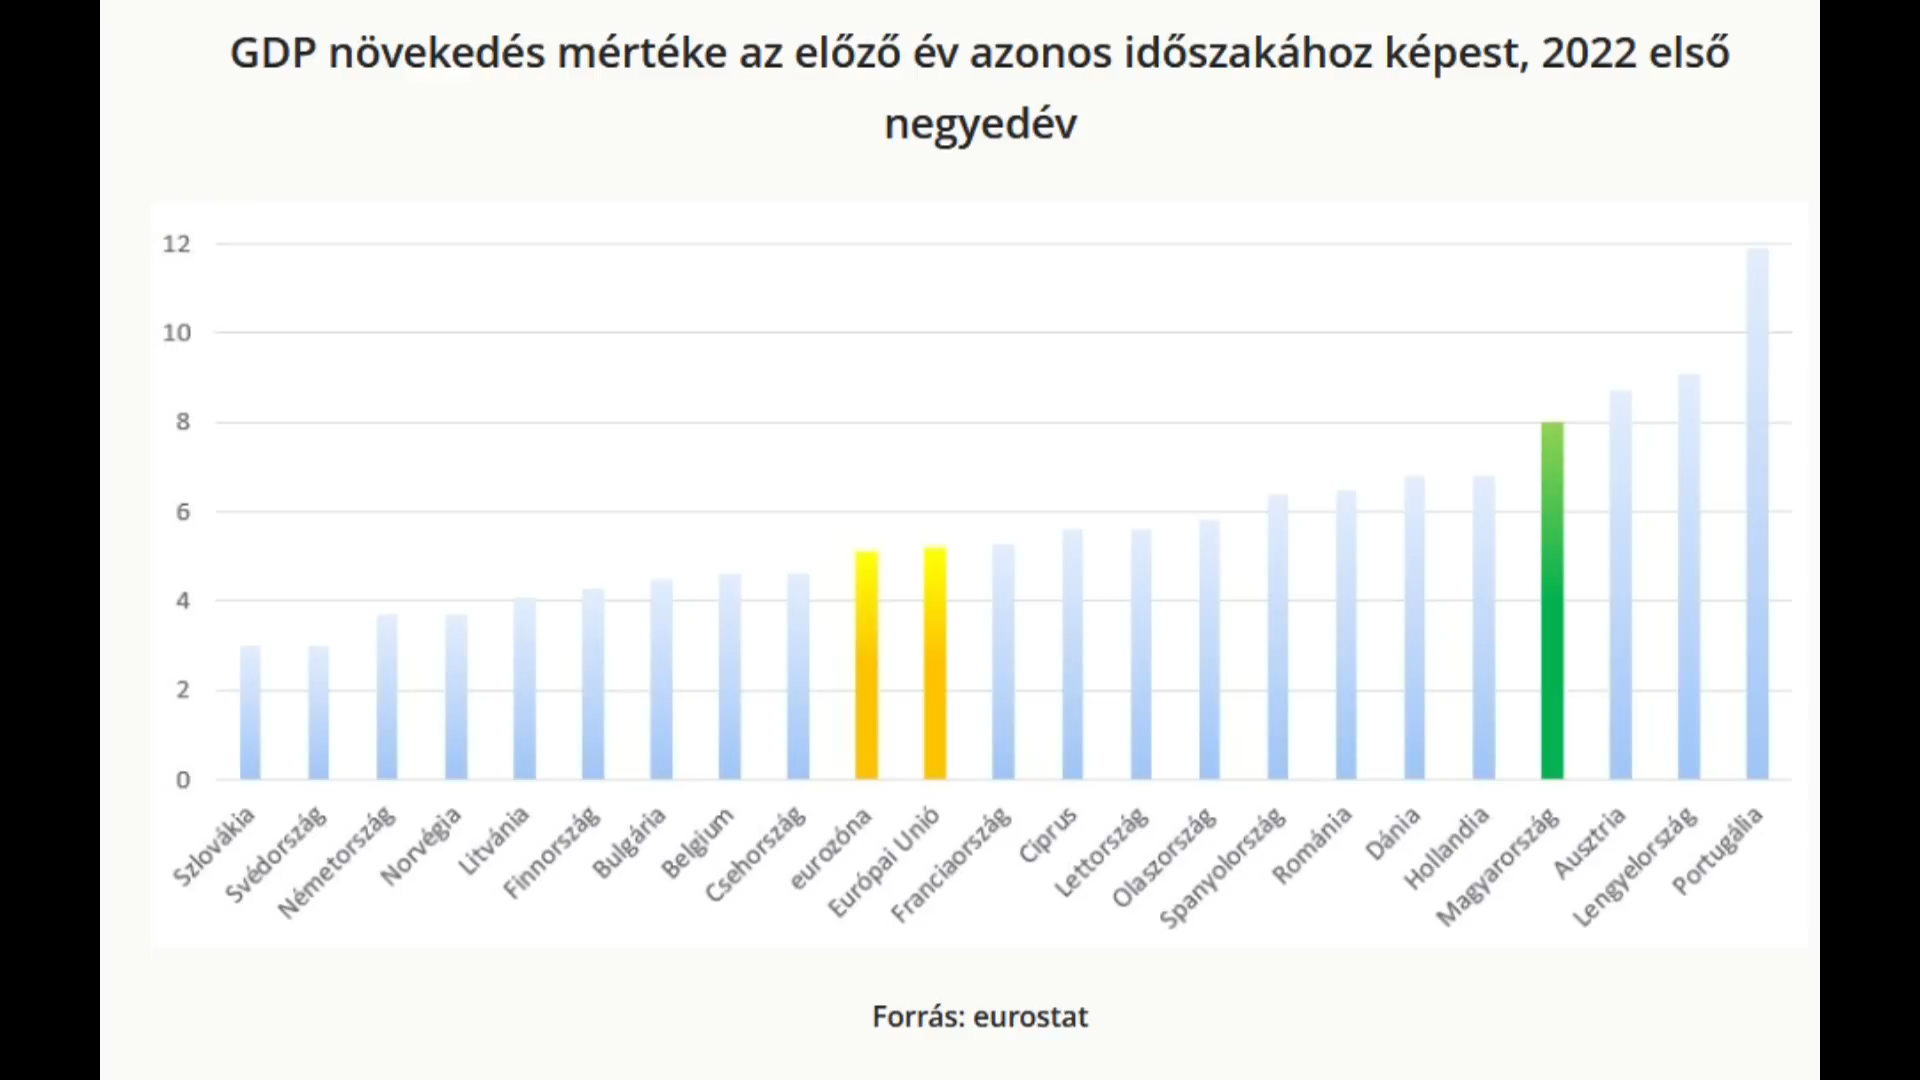 GDP növekedés mértéke az előző év azonos időszakához képest, 2022 első
negyedév
12
10
8
6
4
2
0
Szlovákia
Svédország
Németország
Norvégia
Litvánia
Finnország
Bulgária
Belgium
Csehország
eurozóna
Európai Unió
Franciaország
Ciprus
Lettország
Olaszország
Spanyolország
Románia
Dánia
Hollandia
Magyarország
Ausztria
Lengyelország
Portugália
Forrás: eurostat